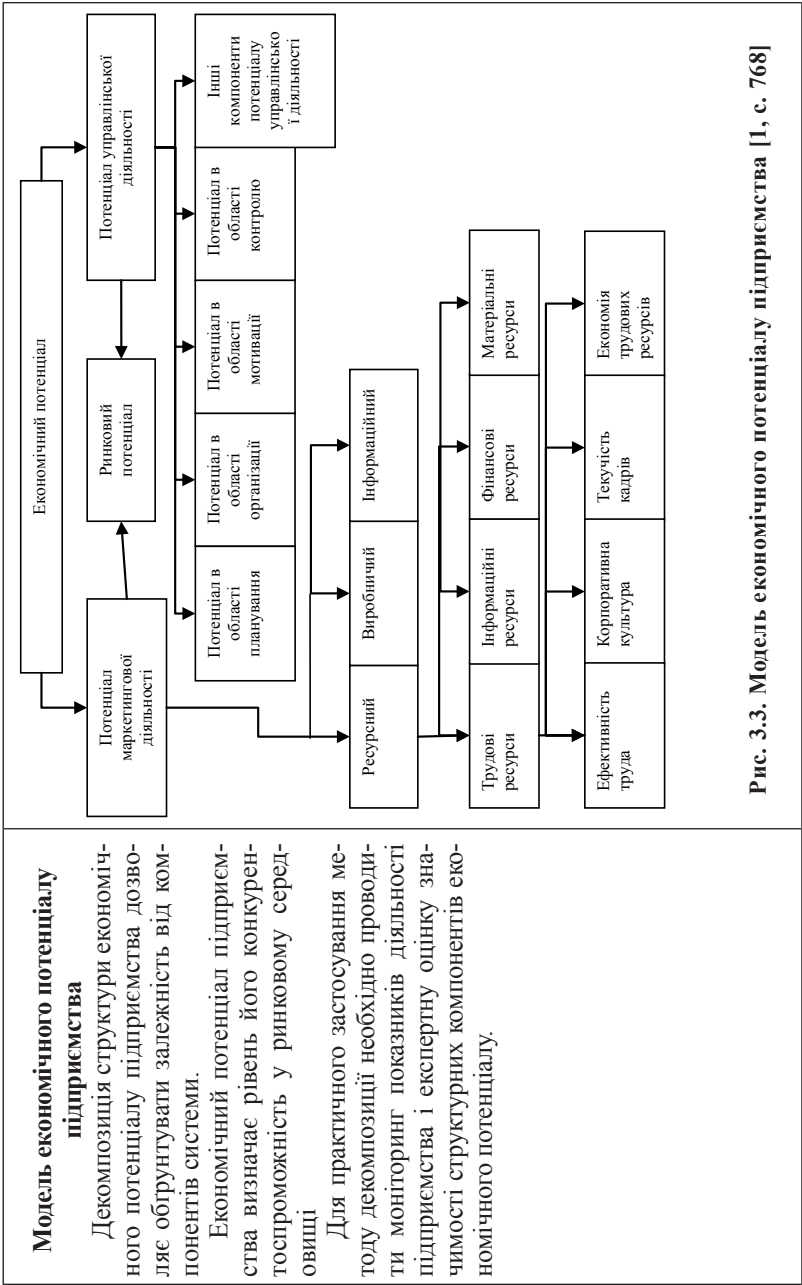 Модель економічного потенціалу
підприємства
Декомпозиція структури економіч-
ного потенціалу підприємства дозво-
ляє обґрунтувати залежність від ком-
понентів системи.
Економічний потенціал підприєм-
ства визначає рівень його конкурен-
тоспроможність у ринковому серед-
овищі
Для практичного застосування ме-
тоду декомпозиції необхідно проводи-
ти моніторинг показників діяльності
підприємства і експертну оцінку зна-
чимості структурних компонентів еко-
номічного потенціалу.
Економічний потенціал
Потенціал
маркетингової
діяльності
Ринковий
потенціал
Потенціал управлінської
діяльності
Потенціал в
області
планування
Потенціал в
області
організації
Потенціал в
області
мотивації
Потенціал в
області
контролю
Інші
компоненти
потенціалу
управлінсько
ї діяльності
Ресурсний
Виробничий
Інформаційний
Трудові
ресурси
Інформаційні
ресурси
Фінансові
ресурси
Матеріальні
ресурси
Ефективність
труда
Корпоративна
культура
Текучість
кадрів
Економія
трудових
ресурсів
Рис. 3.3. Модель економічного потенціалу підприємства [1, с. 768]